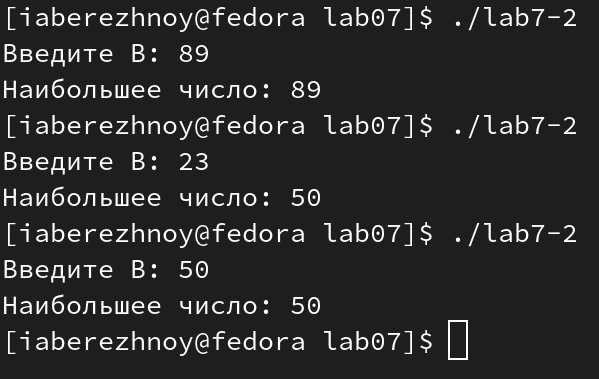 [iaberezhnoy@fedora lab07]$ ./lab7-2
Введите В: 89
Наибольшее число: 89
[iaberezhnoy@fedora lab07]$ ./lab7-2
Введите В: 23
Наибольшее число: 50
[iaberezhnoy@fedora lab07]$ ./lab7-2
Введите В: 50
Наибольшее число: 50
[iaberezhnoy@fedora lab07]$